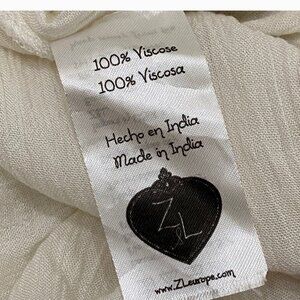 100% Viscose
100% Viscosa
Hecho en India
Made in India
ZL
www.ZLeurope.com